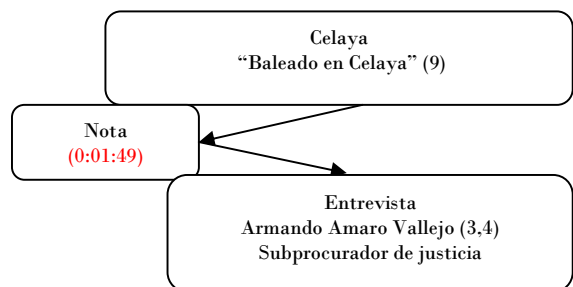 Celaya
“Baleado en Celaya” (9)
Nota
(0:01:49)
Entrevista
Armando Amaro Vallejo (3,4)
Subprocurador de justicia